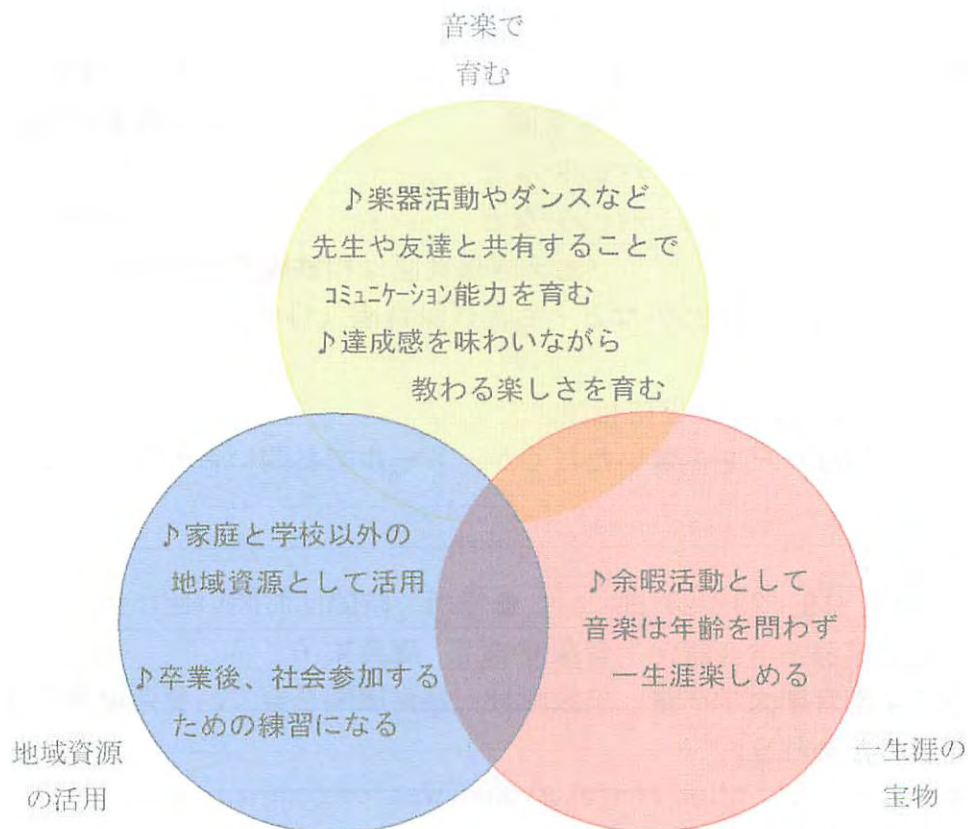 音楽で
育む
♪楽器活動やダンスなど
先生や友達と共有することで
ｺﾐｭﾆｹｰｼｮﾝ能力を育む
♪達成感を味わいながら
教わる楽しさを育む
♪家庭と学校以外の
地域資源として活用
♪卒業後、社会参加する
ための練習になる
♪余暇活動として
音楽は年齢を問わず
一生涯楽しめる
地域資源
の活用
一生涯の
宝物